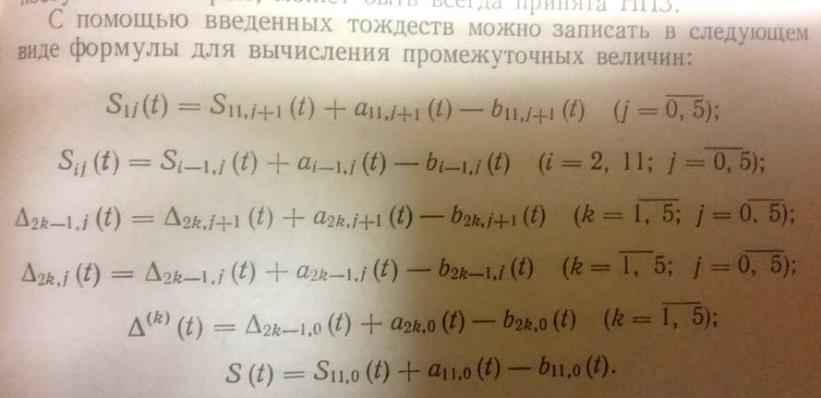 С помощью введенных тождеств можно записать в следующем
виде формулы для вычисления промежуточных величин:
S₁ⱼ(t) = S₁₁,ⱼ₊₁(t) + a₁₁,ⱼ₊₁(t) — b₁₁,ⱼ₊₁(t) (j = 0, 5);
Sᵢⱼ(t) = Sᵢ₋₁,ⱼ(t) + aᵢ₋₁,ⱼ(t) — bᵢ₋₁,ⱼ(t) (i = 2, 11; j = 0, 5);
Δ₂ₖ₋₁,ⱼ(t) = Δ₂ₖ,ⱼ₊₁(t) + a₂ₖ,ⱼ₊₁(t) — b₂ₖ,ⱼ₊₁(t) (k = 1, 5; j = 0, 5);
Δ₂ₖ,ⱼ(t) = Δ₂ₖ₋₁,ⱼ(t) + a₂ₖ₋₁,ⱼ(t) — b₂ₖ₋₁,ⱼ(t) (k = 1, 5; j = 0, 5);
Δ⁽ᵏ⁾(t) = Δ₂ₖ₋₁,₀(t) + a₂ₖ,₀(t) — b₂ₖ,₀(t) (k = 1, 5);
S(t) = S₁₁,₀(t) + a₁₁,₀(t) — b₁₁,₀(t).